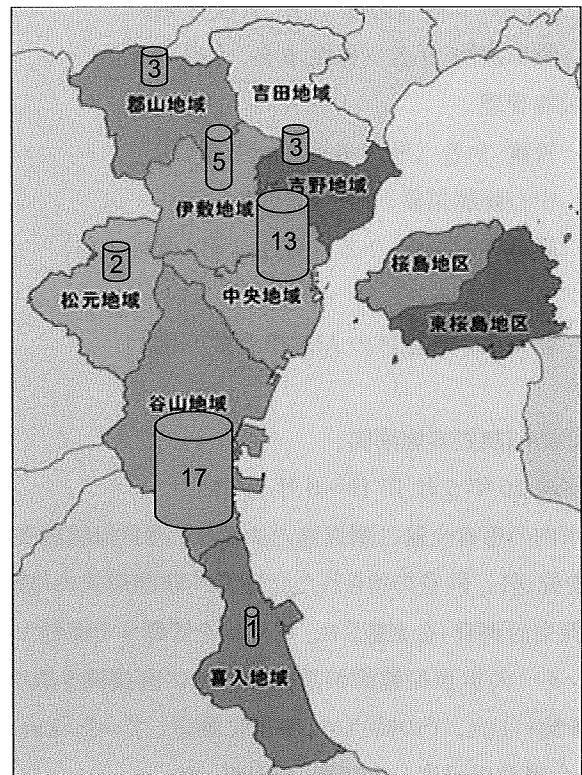 3
郡山地域
吉田地域
5
3
伊敷地域
吉野地域
13
2
松元地域
中央地域
桜島地区
東桜島地区
谷山地域
17
1
喜入地域